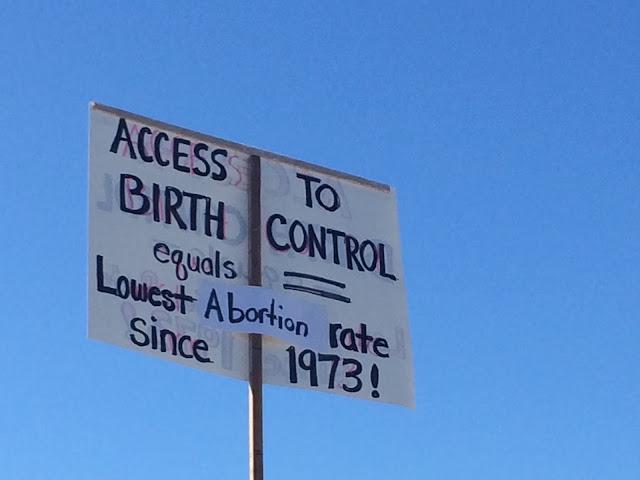 ACCESS TO
BIRTH CONTROL
equals =
Lowest Abortion rate
since 1973!